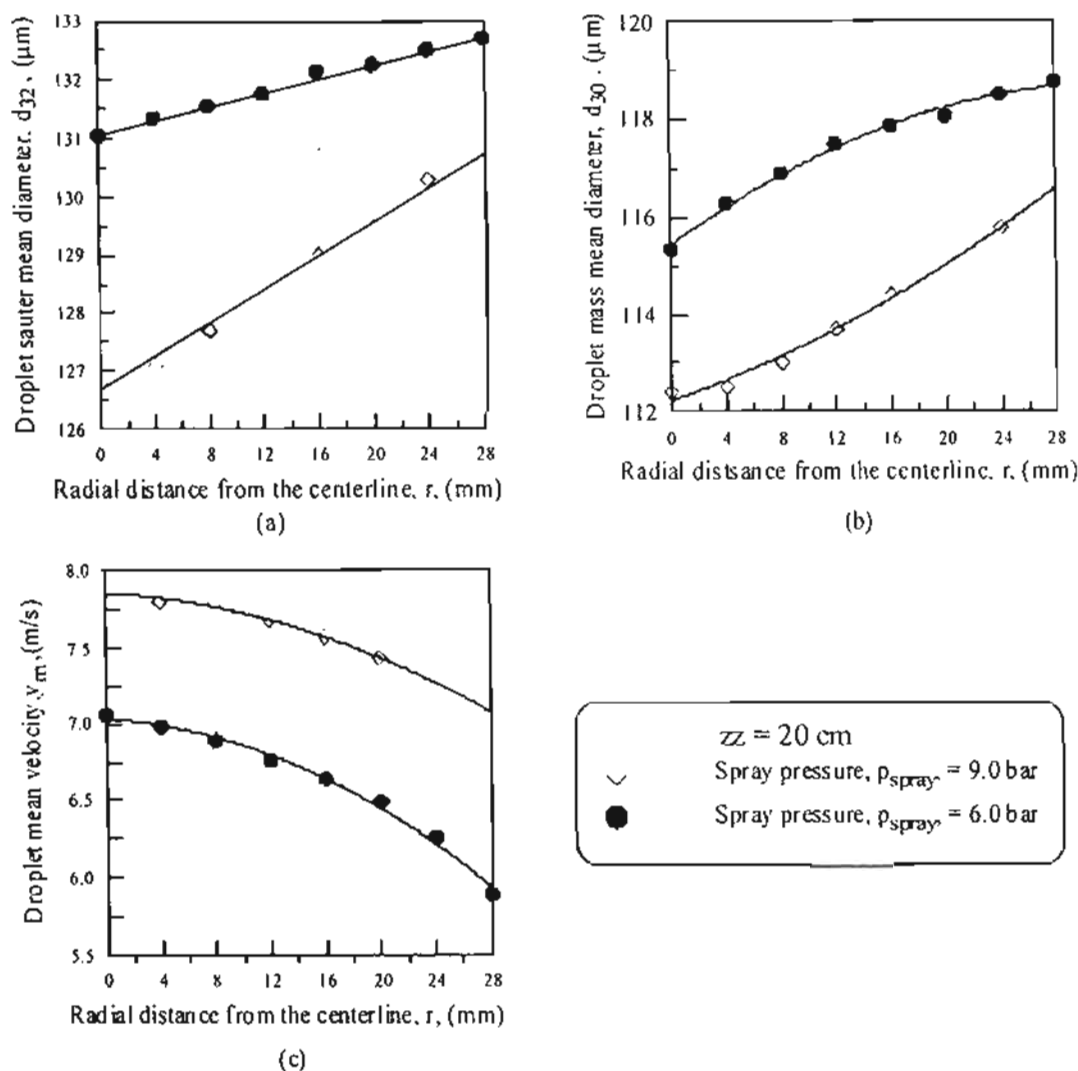 Droplet sauter mean diameter. d32, (μm)
133
132
131
130
129
128
127
126
0 4 8 12 16 20 24 28
Radial distance from the centerline, r, (mm)
(a)
Droplet mass mean diameter, d30. (μm)
120
118
116
114
112
0 4 8 12 16 20 24 28
Radial distsance from the centerline. r, (mm)
(b)
Droplet mean velocity, vm, (m/s)
8.0
7.5
7.0
6.5
6.0
5.5
0 4 8 12 16 20 24 28
Radial distance from the centerline, r, (mm)
(c)
zz = 20 cm
Spray pressure, pspray, = 9.0 bar
Spray pressure, pspray, = 6.0 bar